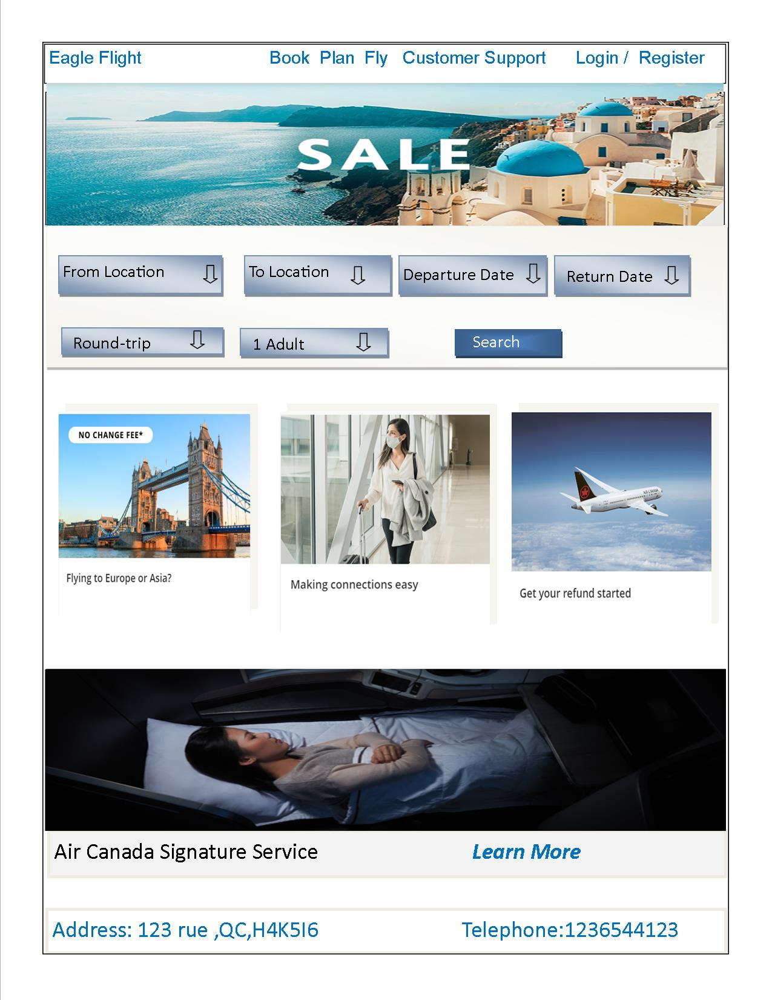 Eagle Flight Book Plan Fly Customer Support Login / Register
SALE
From Location To Location Departure Date Return Date
Round-trip 1 Adult Search
NO CHANGE FEE*
AIR CANADA
Flying to Europe or Asia?
Making connections easy
Get your refund started
Air Canada Signature Service Learn More
Address: 123 rue ,QC,H4K5I6 Telephone:1236544123